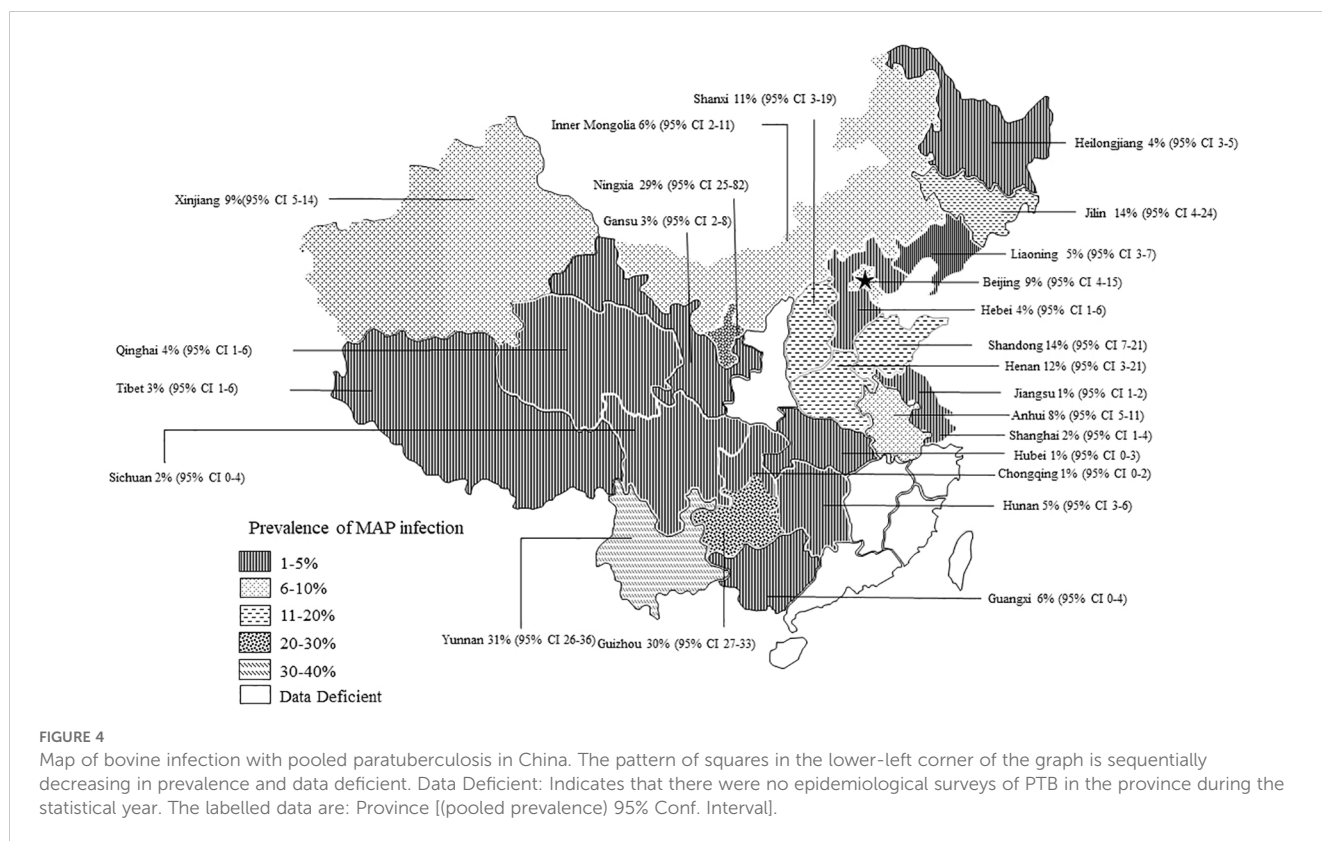 Shanxi 11% (95% CI 3-19)
Inner Mongolia 6% (95% CI 2-11)
Heilongjiang 4% (95% CI 3-5)
Ningxia 29% (95% CI 25-82)
Xinjiang 9%(95% CI 5-14)
Gansu 3% (95% CI 2-8)
Jilin 14% (95% CI 4-24)
Liaoning 5% (95% CI 3-7)
Beijing 9% (95% CI 4-15)
Hebei 4% (95% CI 1-6)
Shandong 14% (95% CI 7-21)
Qinghai 4% (95% CI 1-6)
Henan 12% (95% CI 3-21)
Tibet 3% (95% CI 1-6)
Jiangsu 1% (95% CI 1-2)
Anhui 8% (95% CI 5-11)
Shanghai 2% (95% CI 1-4)
Hubei 1% (95% CI 0-3)
Sichuan 2% (95% CI 0-4)
Chongqing 1% (95% CI 0-2)
Hunan 5% (95% CI 3-6)
Prevalence of MAP infection
1-5%
6-10%
11-20%
20-30%
30-40%
Data Deficient
Guangxi 6% (95% CI 0-4)
Yunnan 31% (95% CI 26-36)
Guizhou 30% (95% CI 27-33)
FIGURE 4
Map of bovine infection with pooled paratuberculosis in China. The pattern of squares in the lower-left corner of the graph is sequentially
decreasing in prevalence and data deficient. Data Deficient: Indicates that there were no epidemiological surveys of PTB in the province during the
statistical year. The labelled data are: Province [(pooled prevalence) 95% Conf. Interval].